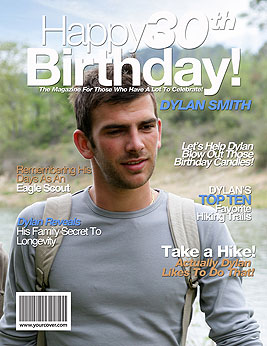 Happy 30th
Birthday!
The Magazine For Those Who Have A Lot To Celebrate!
DYLAN SMITH
Let's Help Dylan
Blow Out Those
Birthday Candles!
Remembering His
Days As An
Eagle Scout
DYLAN'S
TOP TEN
Favorite
Hiking Trails
Dylan Reveals
His Family Secret To
Longevity
Take a Hike!
Actually Dylan
Likes To Do That!
www.yourcover.com